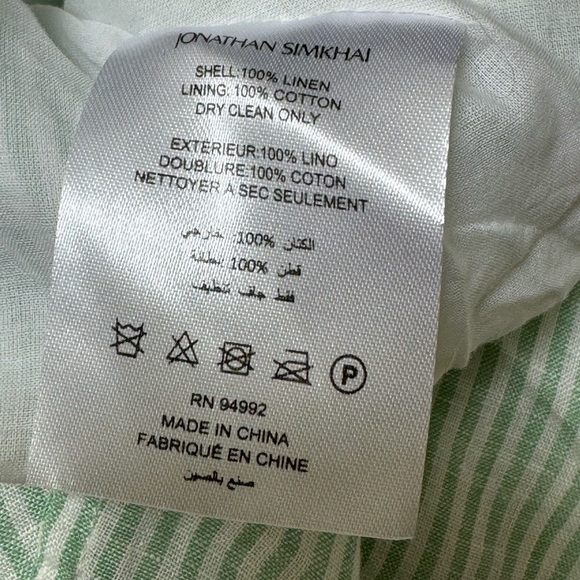 JONATHAN SIMKHAI
SHELL:100% LINEN
LINING: 100% COTTON
DRY CLEAN ONLY
EXTÉRIEUR:100% LINO
DOUBLURE:100% COTON
NETTOYER A SEC SEULEMENT
الكتان 100% :خارجي
قطن 100% :بطانة
فقط جاف تنظيف
P
RN 94992
MADE IN CHINA
FABRIQUÉ EN CHINE
صنع بالصين